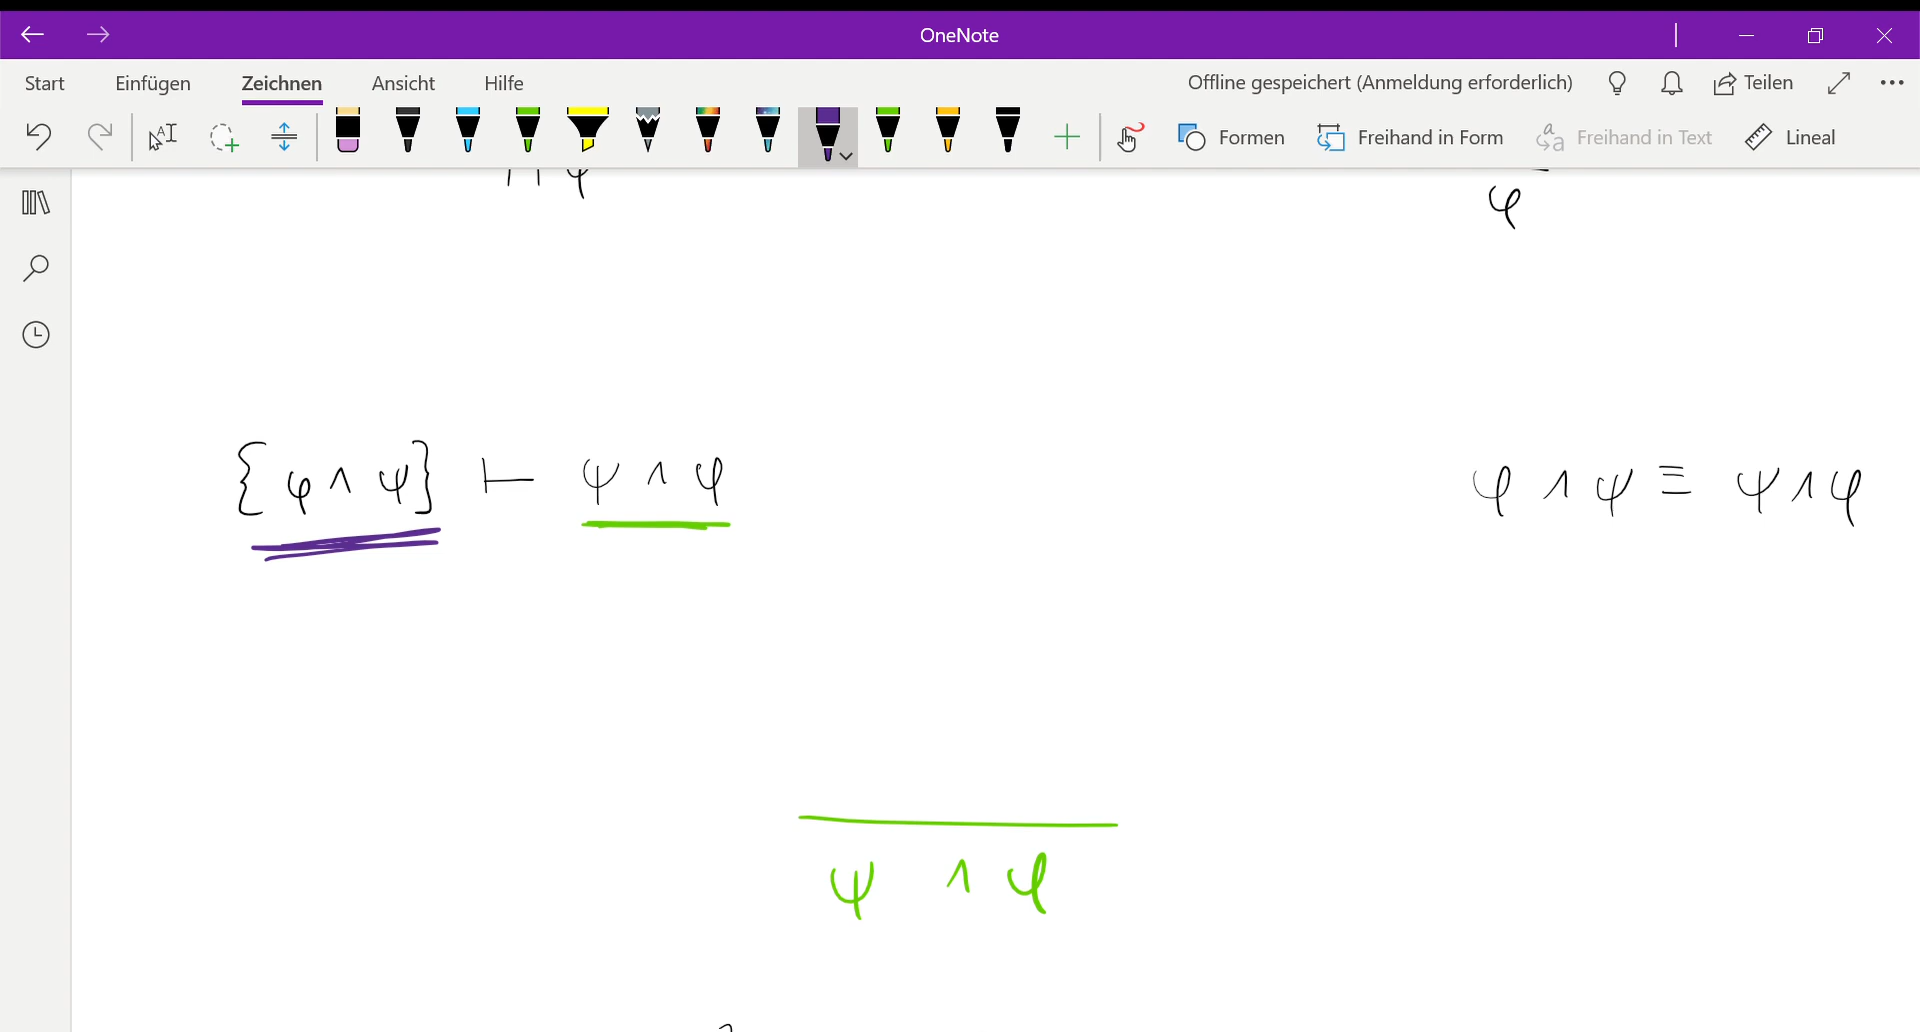 OneNote
Start Einfügen Zeichnen Ansicht Hilfe Offline gespeichert (Anmeldung erforderlich) Teilen
Formen Freihand in Form Freihand in Text Lineal
φ
{φ ∧ ψ} ⊢ ψ ∧ φ φ ∧ ψ ≡ ψ ∧ φ
ψ ∧ φ